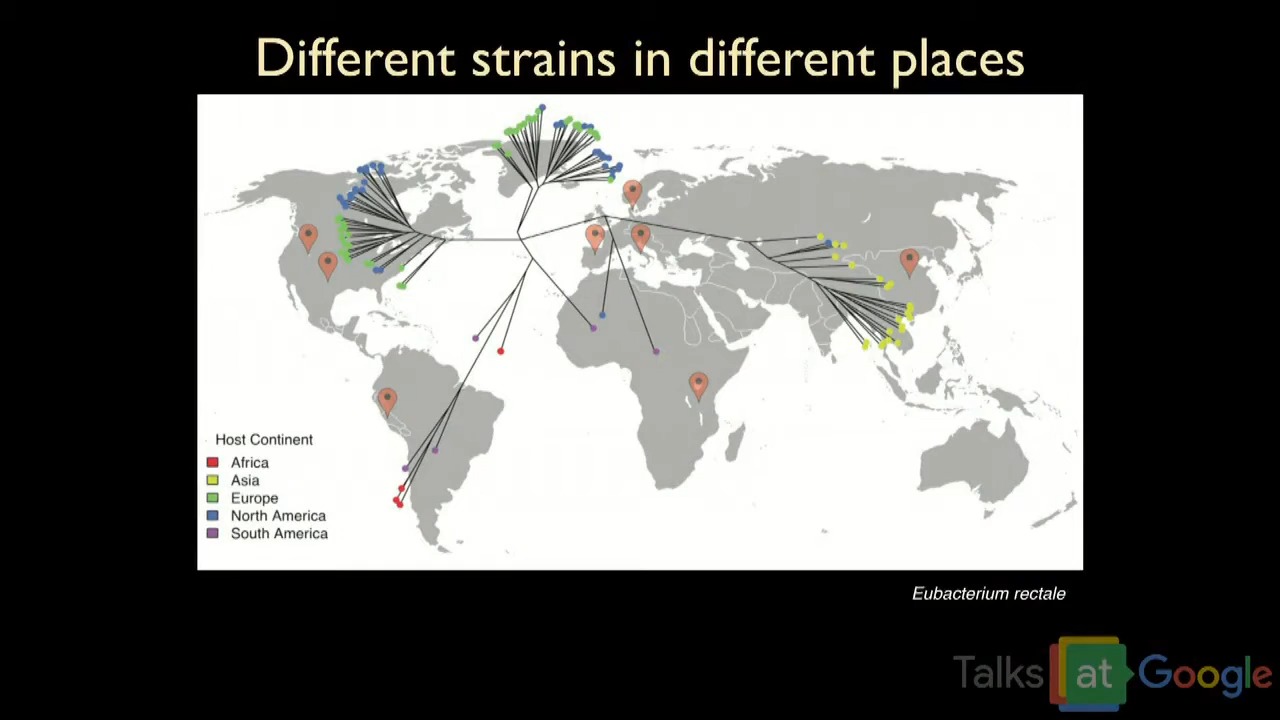 Different strains in different places
Host Continent
Africa
Asia
Europe
North America
South America
Eubacterium rectale
Talks at Google